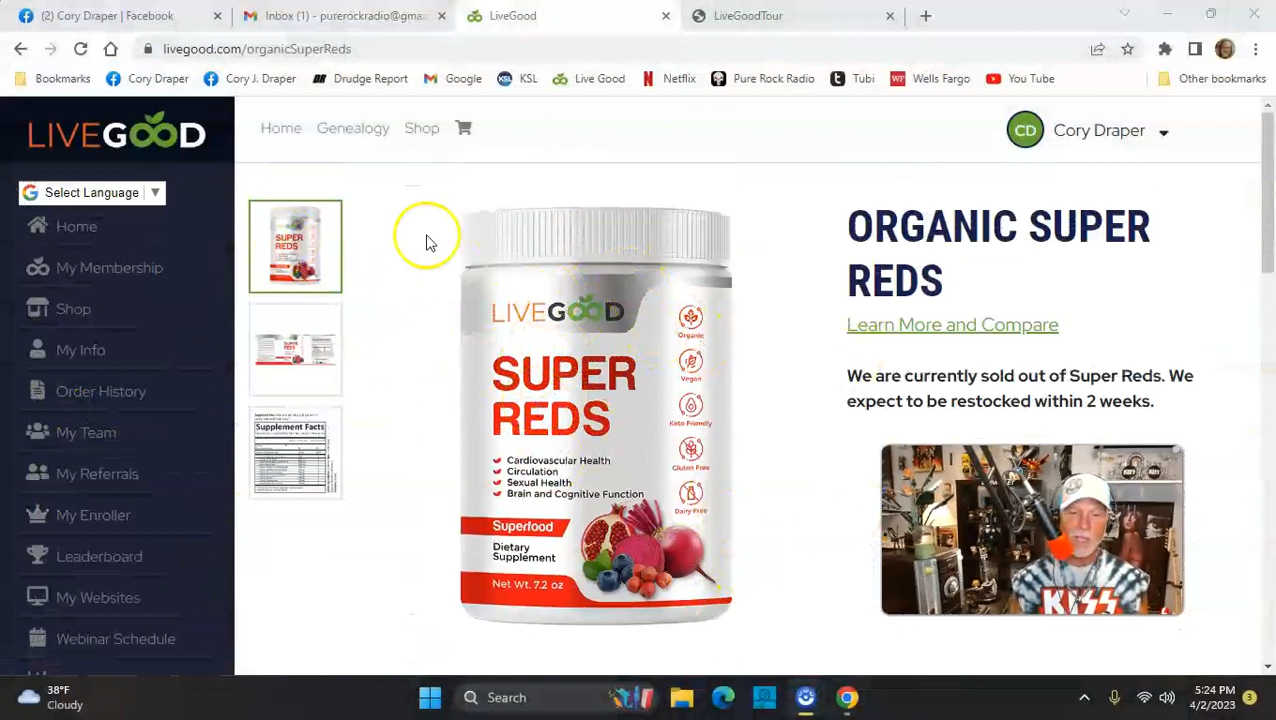 (2) Cory Draper | Facebook
Inbox (1) - purerockradio@gma
LiveGood
LiveGoodTour
livegood.com/organicSuperReds
Bookmarks
Cory Draper
Cory J. Draper
Drudge Report
Google
KSL
Live Good
Netflix
Pure Rock Radio
Tubi
Wells Fargo
You Tube
Other bookmarks
LIVEGOOD
Home
Genealogy
Shop
CD
Cory Draper
Select Language
Home
My Membership
Shop
My Info
Order History
My Team
My Referrals
My Enroller
Leaderboard
My Websites
Webinar Schedule
SUPER
REDS
Supplement Facts
LIVEGOOD
SUPER
REDS
Cardiovascular Health
Circulation
Sexual Health
Brain and Cognitive Function
Superfood
Dietary
Supplement
Net Wt. 7.2 oz
Organic
Vegan
Keto Friendly
Gluten Free
Dairy Free
ORGANIC SUPER
REDS
Learn More and Compare
We are currently sold out of Super Reds. We
expect to be restocked within 2 weeks.
KISS
38°F
Cloudy
Search
5:24 PM
4/2/2023
3